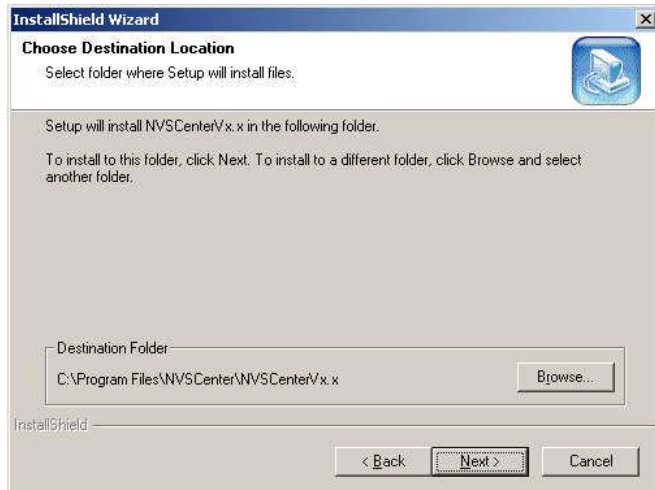 InstallShield Wizard
Choose Destination Location
Select folder where Setup will install files.
Setup will install NVSCenterVx.x in the following folder.
To install to this folder, click Next. To install to a different folder, click Browse and select
another folder.
Destination Folder
C:\Program Files\NVSCenter\NVSCenterVx.x
Browse...
InstallShield
< Back
Next >
Cancel